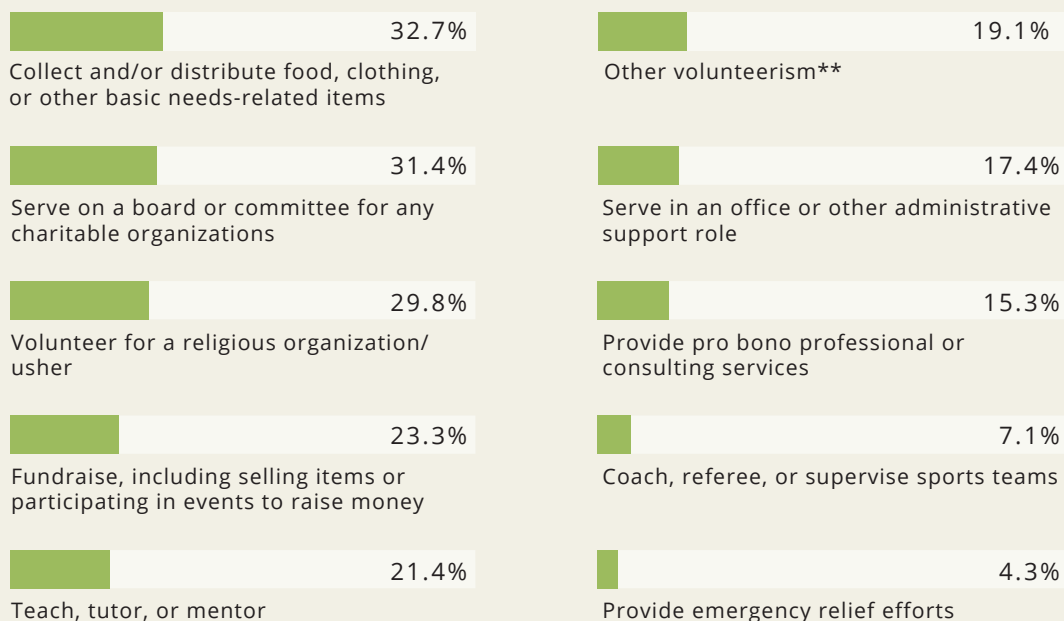 32.7%
Collect and/or distribute food, clothing,
or other basic needs-related items
31.4%
Serve on a board or committee for any
charitable organizations
29.8%
Volunteer for a religious organization/
usher
23.3%
Fundraise, including selling items or
participating in events to raise money
21.4%
Teach, tutor, or mentor
19.1%
Other volunteerism**
17.4%
Serve in an office or other administrative
support role
15.3%
Provide pro bono professional or
consulting services
7.1%
Coach, referee, or supervise sports teams
4.3%
Provide emergency relief efforts